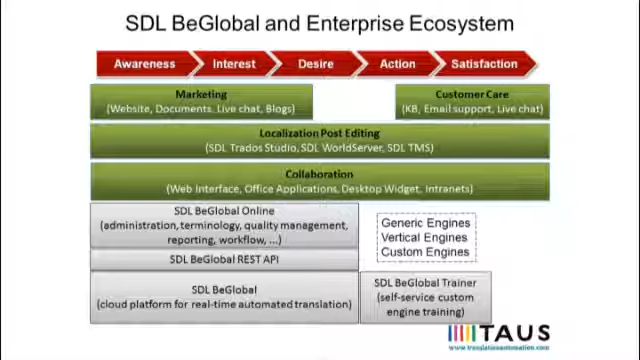 SDL BeGlobal and Enterprise Ecosystem
Awareness
Interest
Desire
Action
Satisfaction
Marketing
(Website, Documents, Live chat, Blogs)
Customer Care
(KB, Email support, Live chat)
Localization Post Editing
(SDL Trados Studio, SDL WorldServer, SDL TMS)
Collaboration
(Web Interface, Office Applications, Desktop Widget, Intranets)
SDL BeGlobal Online
(administration, terminology, quality management,
reporting, workflow, ...)
SDL BeGlobal REST API
SDL BeGlobal
(cloud platform for real-time automated translation)
Generic Engines
Vertical Engines
Custom Engines
SDL BeGlobal Trainer
(self-service custom
engine training)
TAUS
www.translationautomation.com